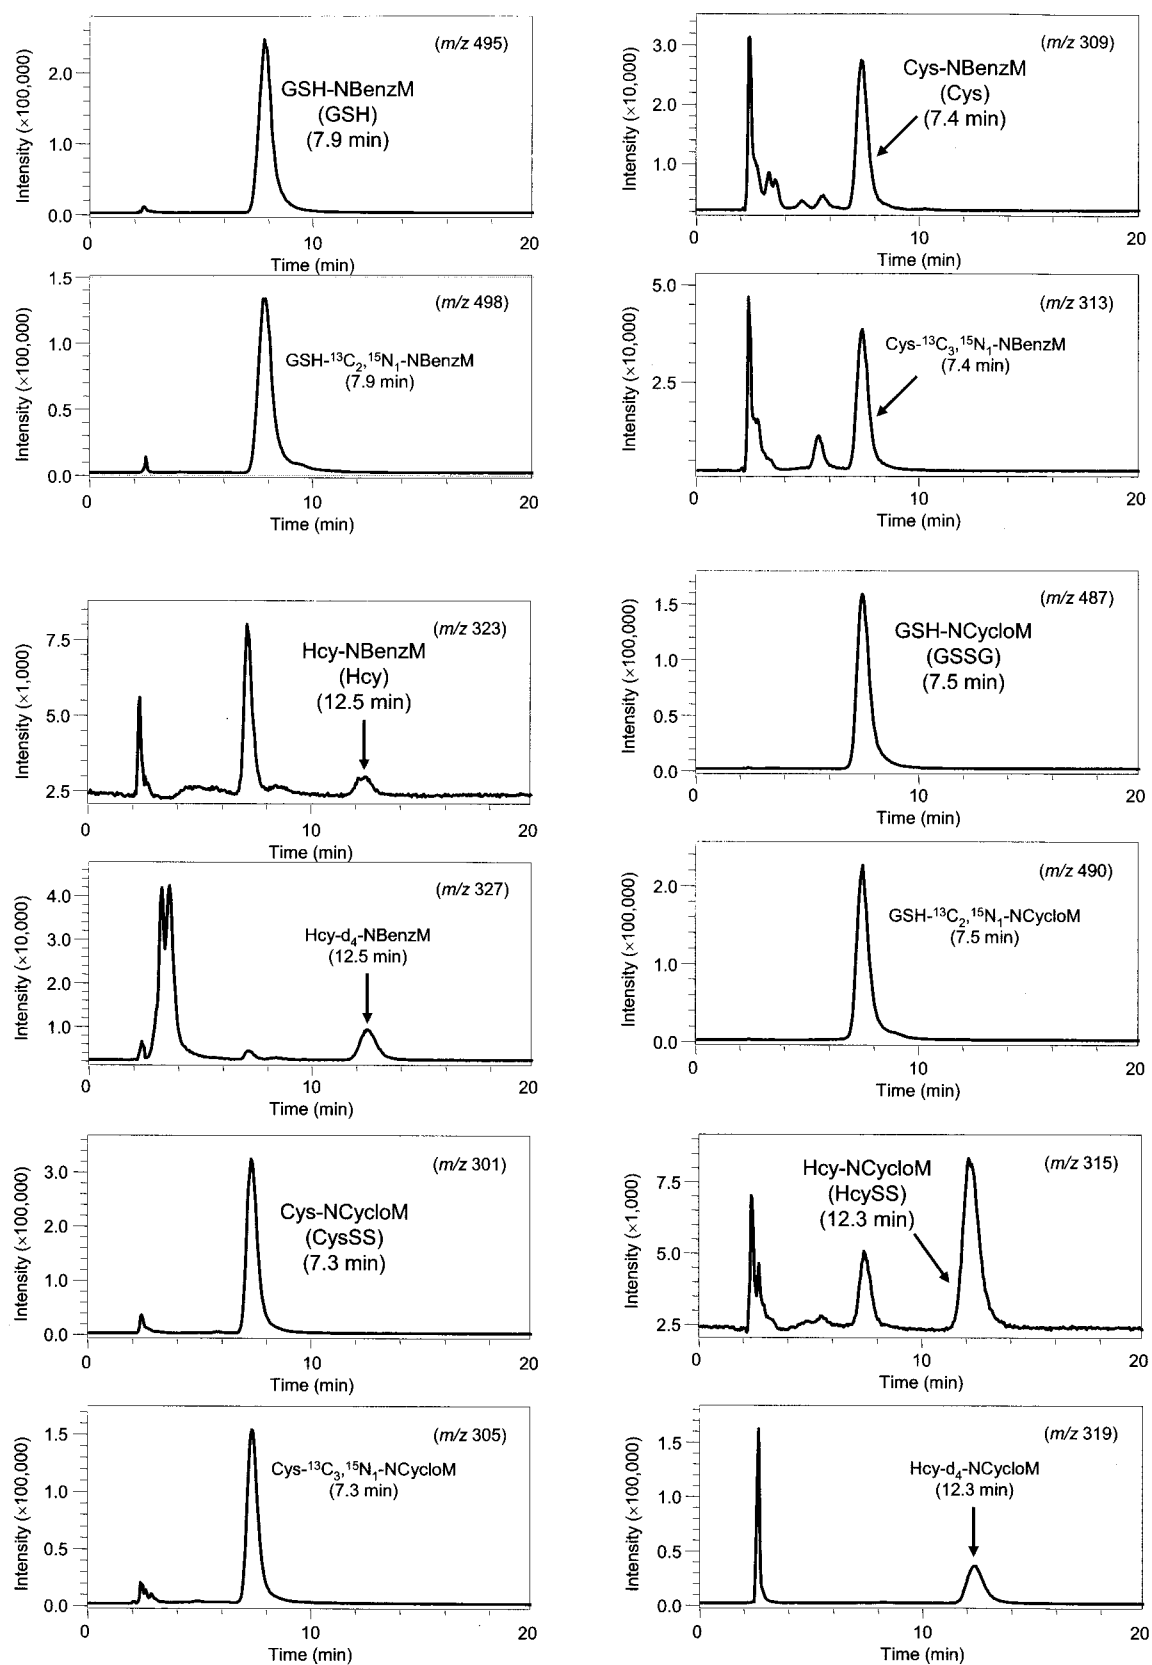 (m/z 495)
GSH-NBenzM
(GSH)
(7.9 min)
Intensity (×100,000)
2.0
1.0
0.0
0
10
20
Time (min)
(m/z 309)
Cys-NBenzM
(Cys)
(7.4 min)
Intensity (×10,000)
3.0
2.0
1.0
0
10
20
Time (min)
(m/z 498)
GSH-¹³C₂,¹⁵N₁-NBenzM
(7.9 min)
Intensity (×100,000)
1.5
1.0
0.5
0.0
0
10
20
Time (min)
(m/z 313)
Cys-¹³C₃,¹⁵N₁-NBenzM
(7.4 min)
Intensity (×10,000)
5.0
2.5
0
10
20
Time (min)
(m/z 323)
Hcy-NBenzM
(Hcy)
(12.5 min)
Intensity (×1,000)
7.5
5.0
2.5
0
10
20
Time (min)
(m/z 487)
GSH-NCycloM
(GSSG)
(7.5 min)
Intensity (×100,000)
1.5
1.0
0.5
0.0
0
10
20
Time (min)
(m/z 327)
Hcy-d₄-NBenzM
(12.5 min)
Intensity (×10,000)
4.0
3.0
2.0
1.0
0
10
20
Time (min)
(m/z 490)
GSH-¹³C₂,¹⁵N₁-NCycloM
(7.5 min)
Intensity (×100,000)
2.0
1.0
0.0
0
10
20
Time (min)
(m/z 301)
Cys-NCycloM
(CysSS)
(7.3 min)
Intensity (×100,000)
3.0
2.0
1.0
0.0
0
10
20
Time (min)
(m/z 315)
Hcy-NCycloM
(HcySS)
(12.3 min)
Intensity (×1,000)
7.5
5.0
2.5
0
10
20
Time (min)
(m/z 305)
Cys-¹³C₃,¹⁵N₁-NCycloM
(7.3 min)
Intensity (×100,000)
1.5
1.0
0.5
0.0
0
10
20
Time (min)
(m/z 319)
Hcy-d₄-NCycloM
(12.3 min)
Intensity (×100,000)
1.5
1.0
0.5
0.0
0
10
20
Time (min)